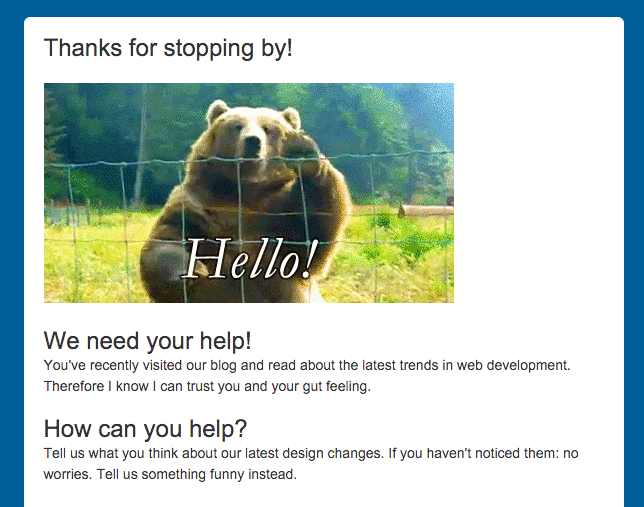 Thanks for stopping by!
Hello!
We need your help!
You've recently visited our blog and read about the latest trends in web development.
Therefore I know I can trust you and your gut feeling.
How can you help?
Tell us what you think about our latest design changes. If you haven't noticed them: no
worries. Tell us something funny instead.